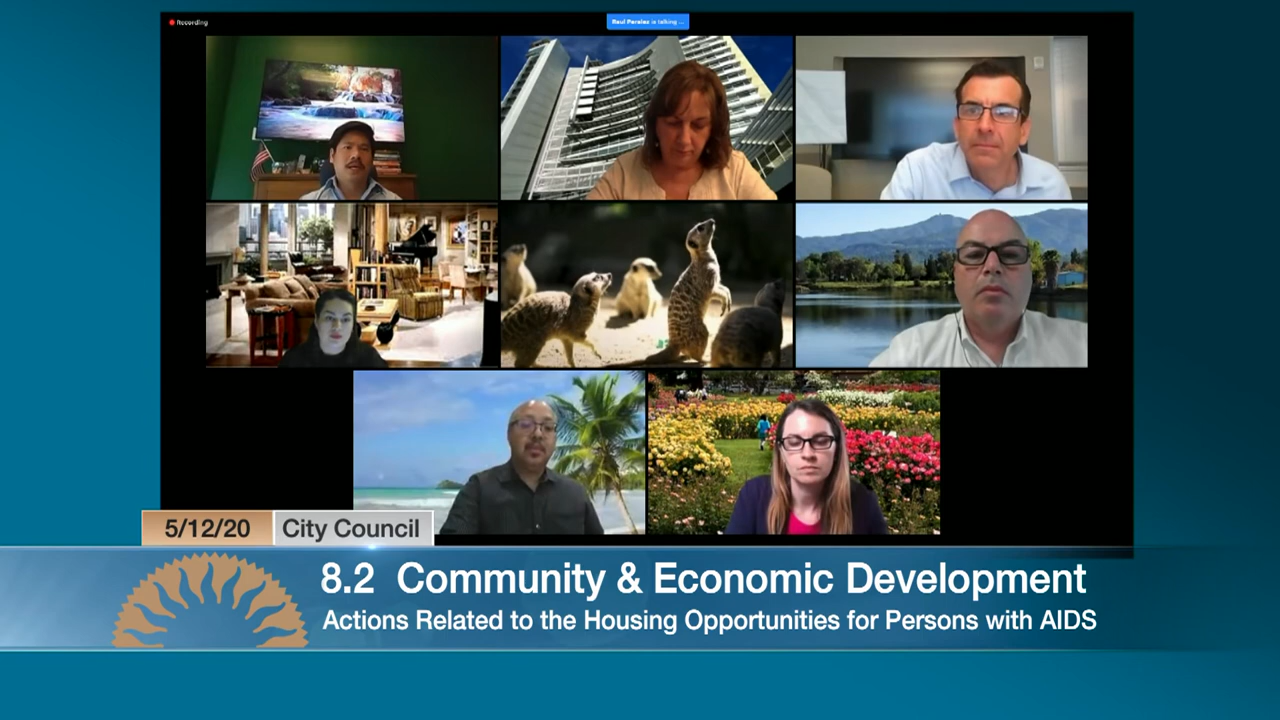 Recording
Raul Peralez is talking ...
5/12/20 City Council
8.2 Community & Economic Development
Actions Related to the Housing Opportunities for Persons with AIDS